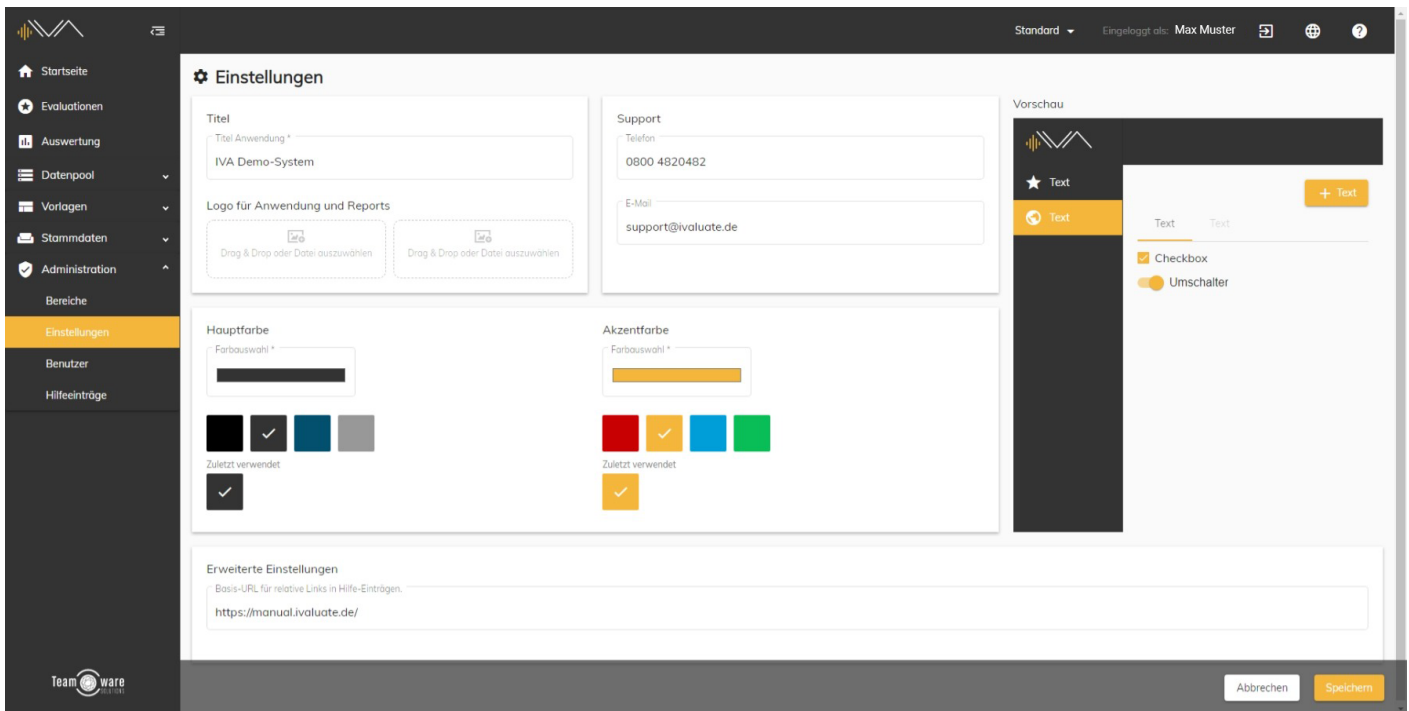 IVA
Standard
Eingeloggt als: Max Muster
Startseite
Evaluationen
Auswertung
Datenpool
Vorlagen
Stammdaten
Administration
Bereiche
Einstellungen
Benutzer
Hilfeeinträge
Team ware
SOLUTIONS
Einstellungen
Titel
Titel Anwendung *
IVA Demo-System
Logo für Anwendung und Reports
Drag & Drop oder Datei auszuwählen
Drag & Drop oder Datei auszuwählen
Support
Telefon
0800 4820482
E-Mail
support@ivaluate.de
Hauptfarbe
Farbauswahl *
Zuletzt verwendet
Akzentfarbe
Farbauswahl *
Zuletzt verwendet
Vorschau
IVA
Text
Text
+ Text
Text Text
Checkbox
Umschalter
Erweiterte Einstellungen
Basis-URL für relative Links in Hilfe-Einträgen.
https://manual.ivaluate.de/
Abbrechen
Speichern